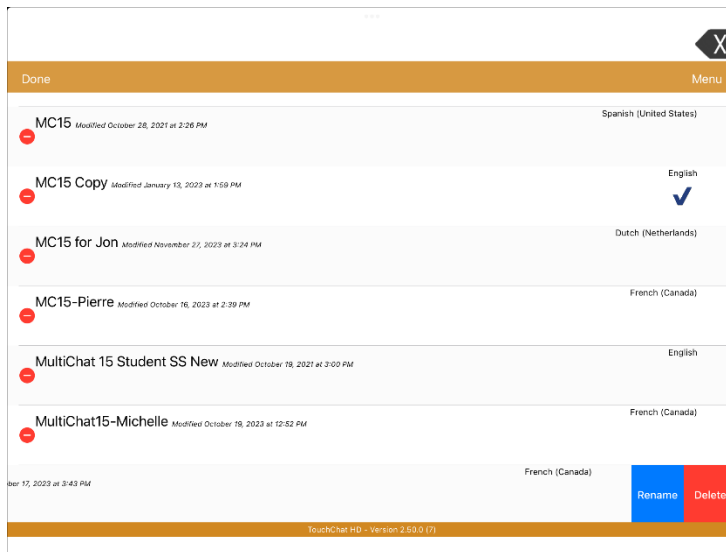 X
Done Menu
MC15 Modified October 28, 2021 at 2:26 PM Spanish (United States)
MC15 Copy Modified January 13, 2023 at 1:59 PM English
MC15 for Jon Modified November 27, 2023 at 3:24 PM Dutch (Netherlands)
MC15-Pierre Modified October 16, 2023 at 2:39 PM French (Canada)
MultiChat 15 Student SS New Modified October 19, 2021 at 3:00 PM English
MultiChat15-Michelle Modified October 19, 2023 at 12:52 PM French (Canada)
ber 17, 2023 at 3:43 PM French (Canada) Rename Delete
TouchChat HD - Version 2.50.0 (7)